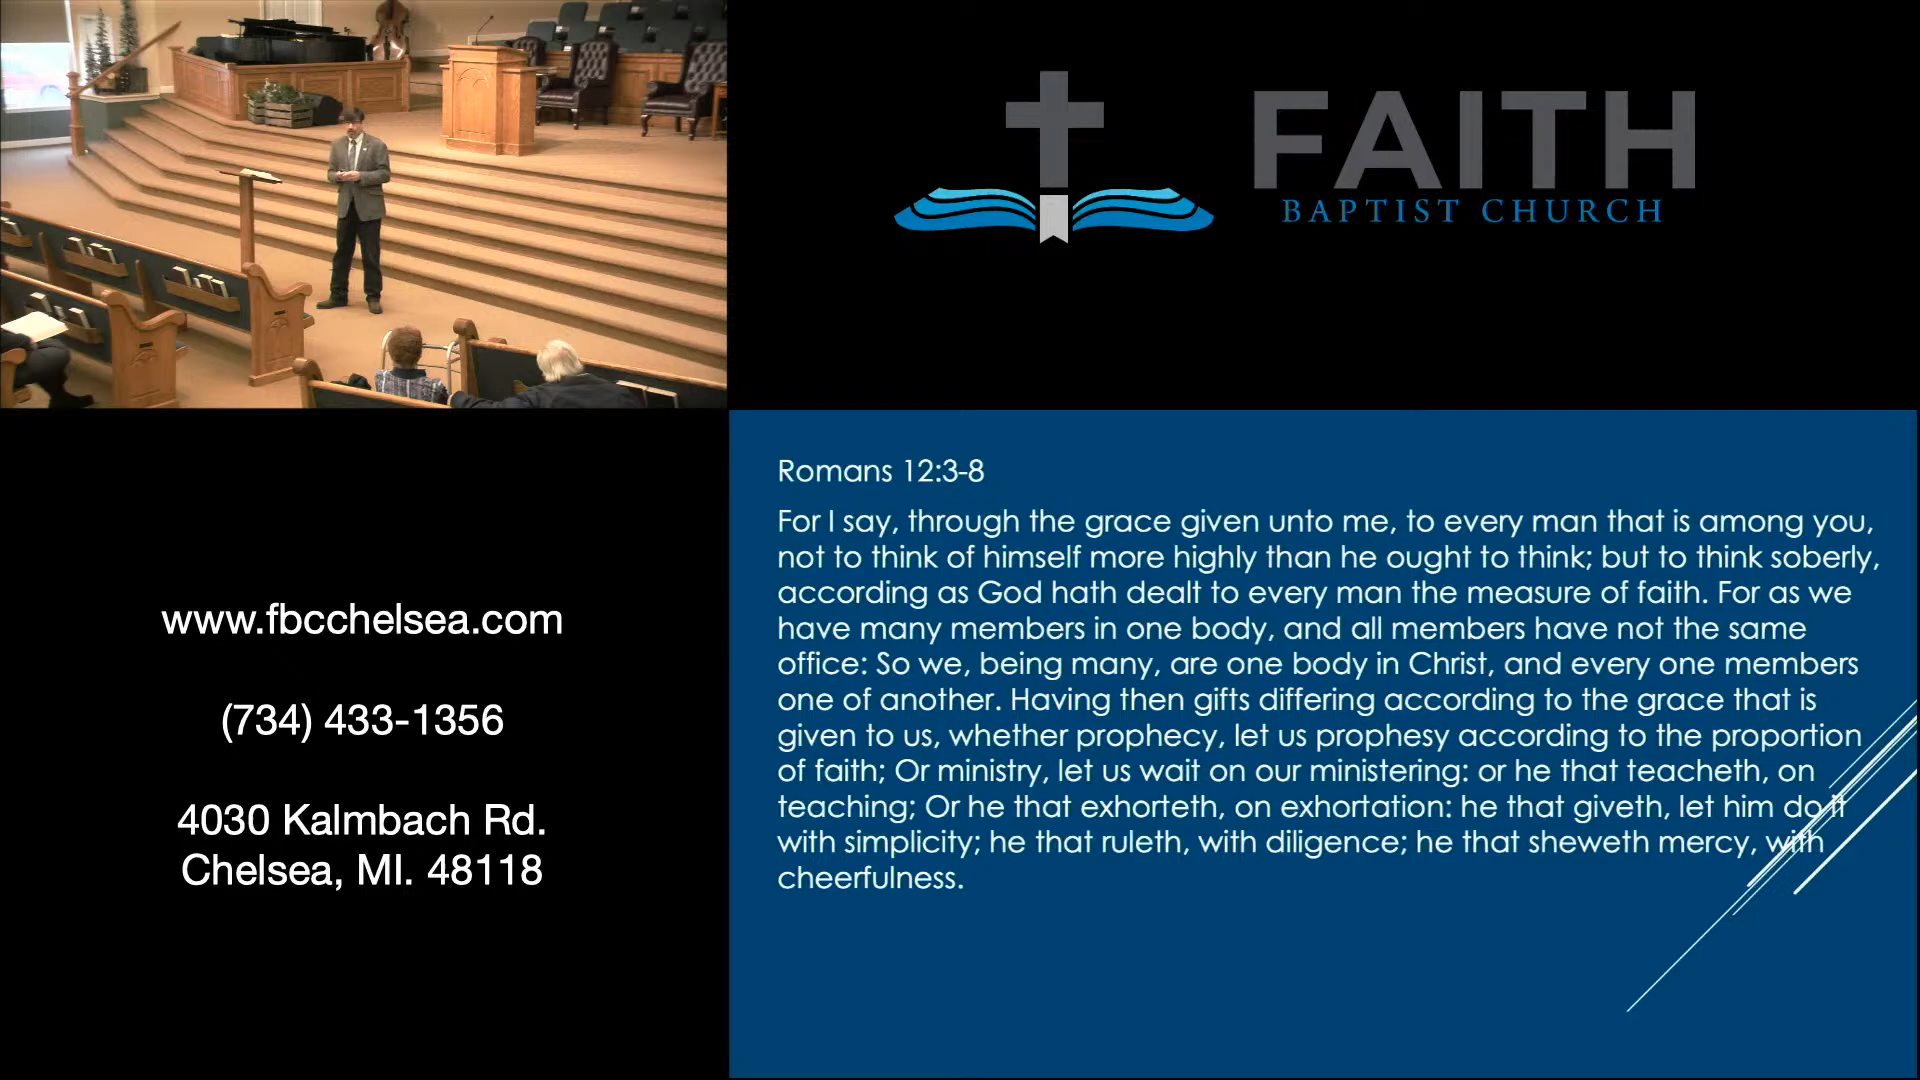 FAITH
BAPTIST CHURCH
www.fbcchelsea.com
(734) 433-1356
4030 Kalmbach Rd.
Chelsea, MI. 48118
Romans 12:3-8
For I say, through the grace given unto me, to every man that is among you,
not to think of himself more highly than he ought to think; but to think soberly,
according as God hath dealt to every man the measure of faith. For as we
have many members in one body, and all members have not the same
office: So we, being many, are one body in Christ, and every one members
one of another. Having then gifts differing according to the grace that is
given to us, whether prophecy, let us prophesy according to the proportion
of faith; Or ministry, let us wait on our ministering: or he that teacheth, on
teaching; Or he that exhorteth, on exhortation: he that giveth, let him do it
with simplicity; he that ruleth, with diligence; he that sheweth mercy, with
cheerfulness.